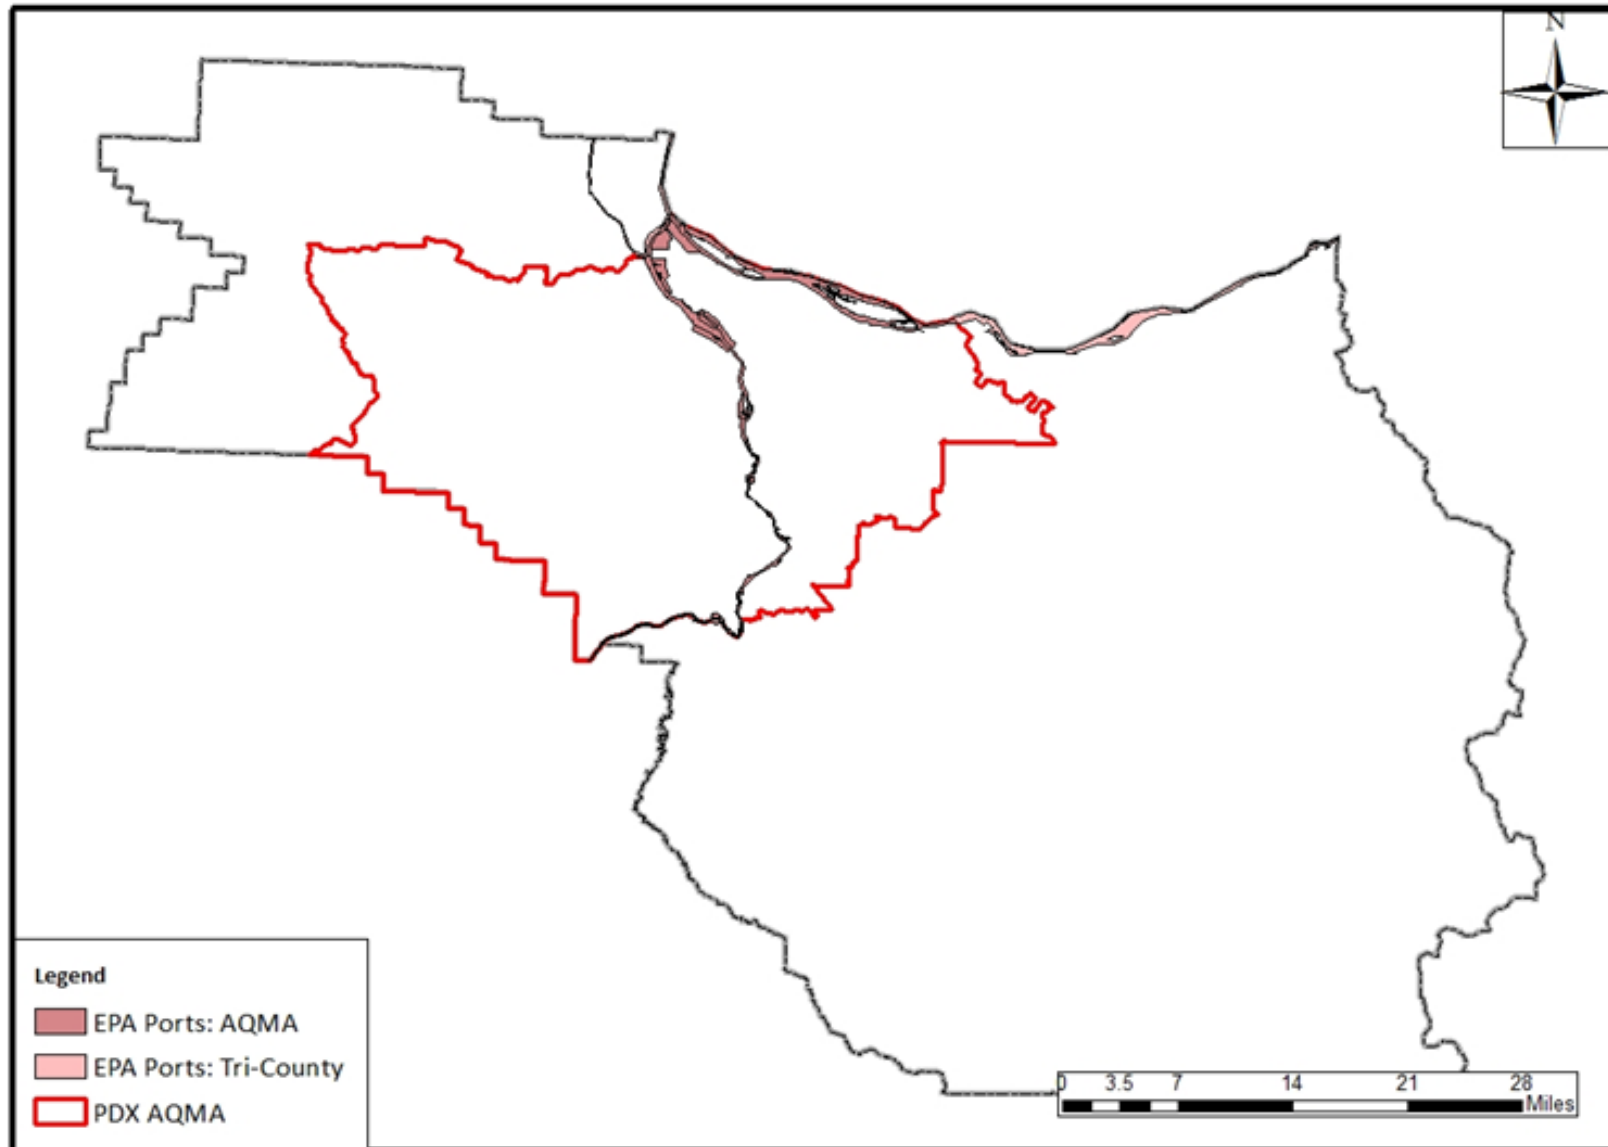 N
Legend
EPA Ports: AQMA
EPA Ports: Tri-County
PDX AQMA
0 3.5 7 14 21 28
Miles